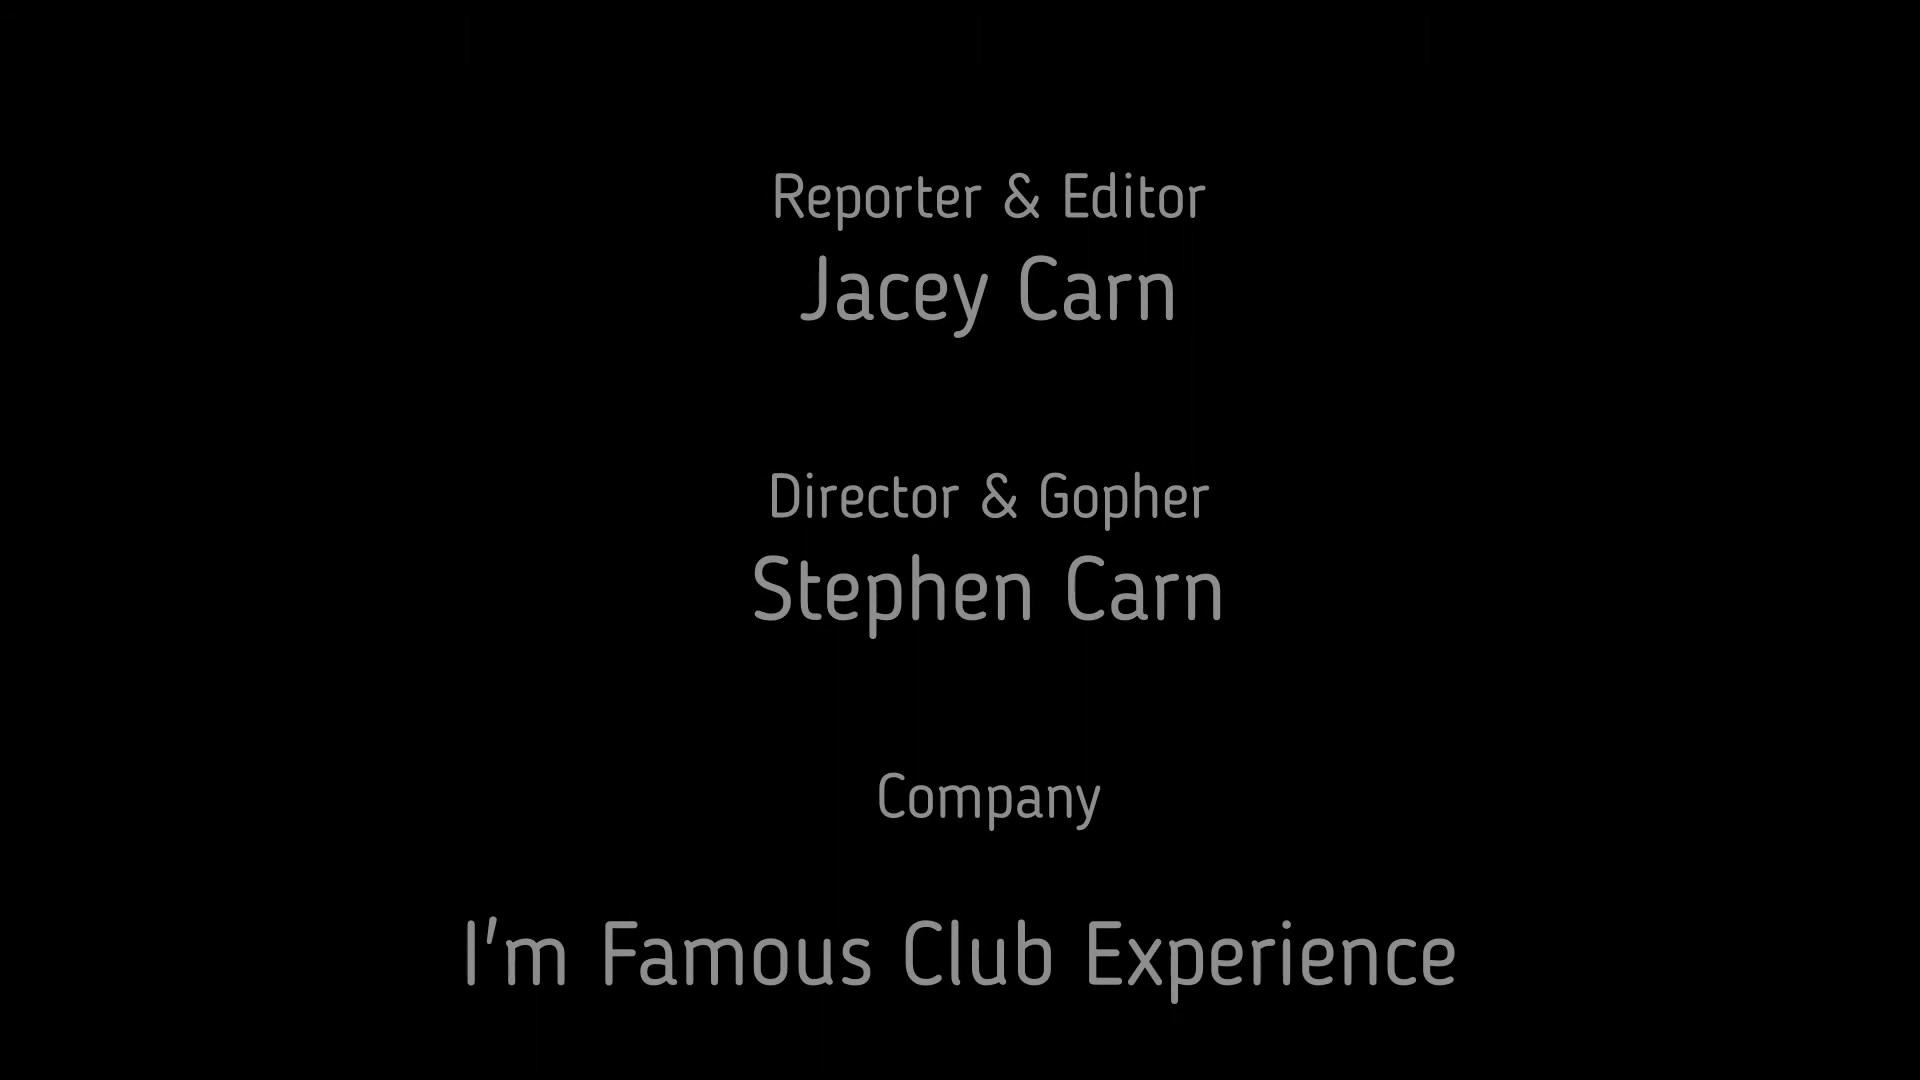 Reporter & Editor
Jacey Carn
Director & Gopher
Stephen Carn
Company
I'm Famous Club Experience